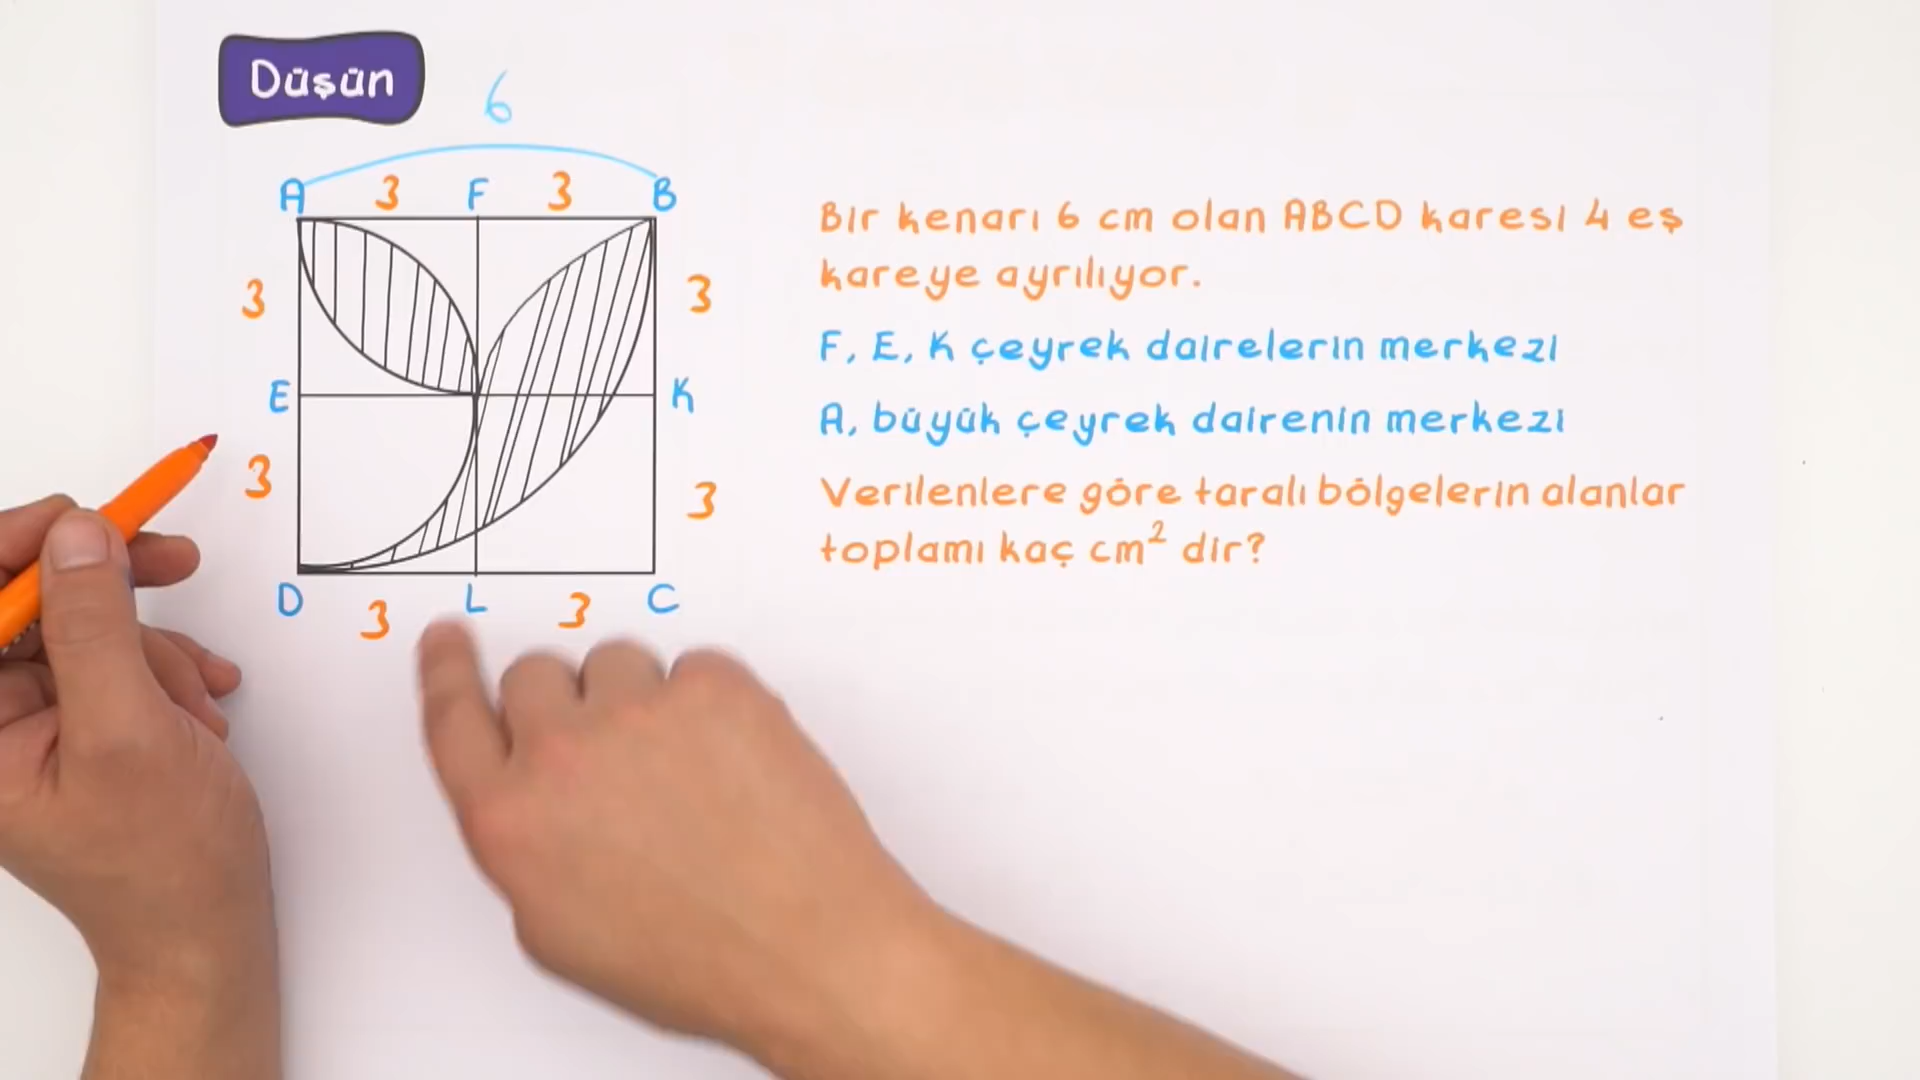 Düşün
6
A 3 F 3 B
3 3
E K
3 3
D 3 L 3 C
Bir kenarı 6 cm olan ABCD karesi 4 eş
kareye ayrılıyor.
F, E, K çeyrek dairelerin merkezi
A, büyük çeyrek dairenin merkezi
Verilenlere göre taralı bölgelerin alanlar
toplamı kaç cm² dir?